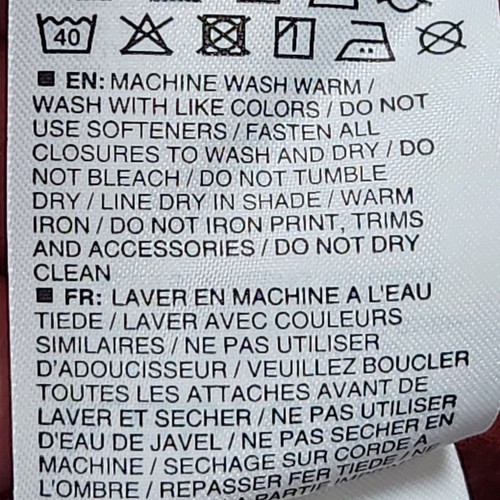 40
EN: MACHINE WASH WARM /
WASH WITH LIKE COLORS / DO NOT
USE SOFTENERS / FASTEN ALL
CLOSURES TO WASH AND DRY / DO
NOT BLEACH / DO NOT TUMBLE
DRY / LINE DRY IN SHADE / WARM
IRON / DO NOT IRON PRINT, TRIMS
AND ACCESSORIES / DO NOT DRY
CLEAN
FR: LAVER EN MACHINE A L'EAU
TIEDE / LAVER AVEC COULEURS
SIMILAIRES / NE PAS UTILISER
D'ADOUCISSEUR / VEUILLEZ BOUCLER
TOUTES LES ATTACHES AVANT DE
LAVER ET SECHER / NE PAS UTILISER
D'EAU DE JAVEL / NE PAS SECHER EN
MACHINE / SECHAGE SUR CORDE A
L'OMBRE / REPASSER FER TIEDE / NE
PARTIE